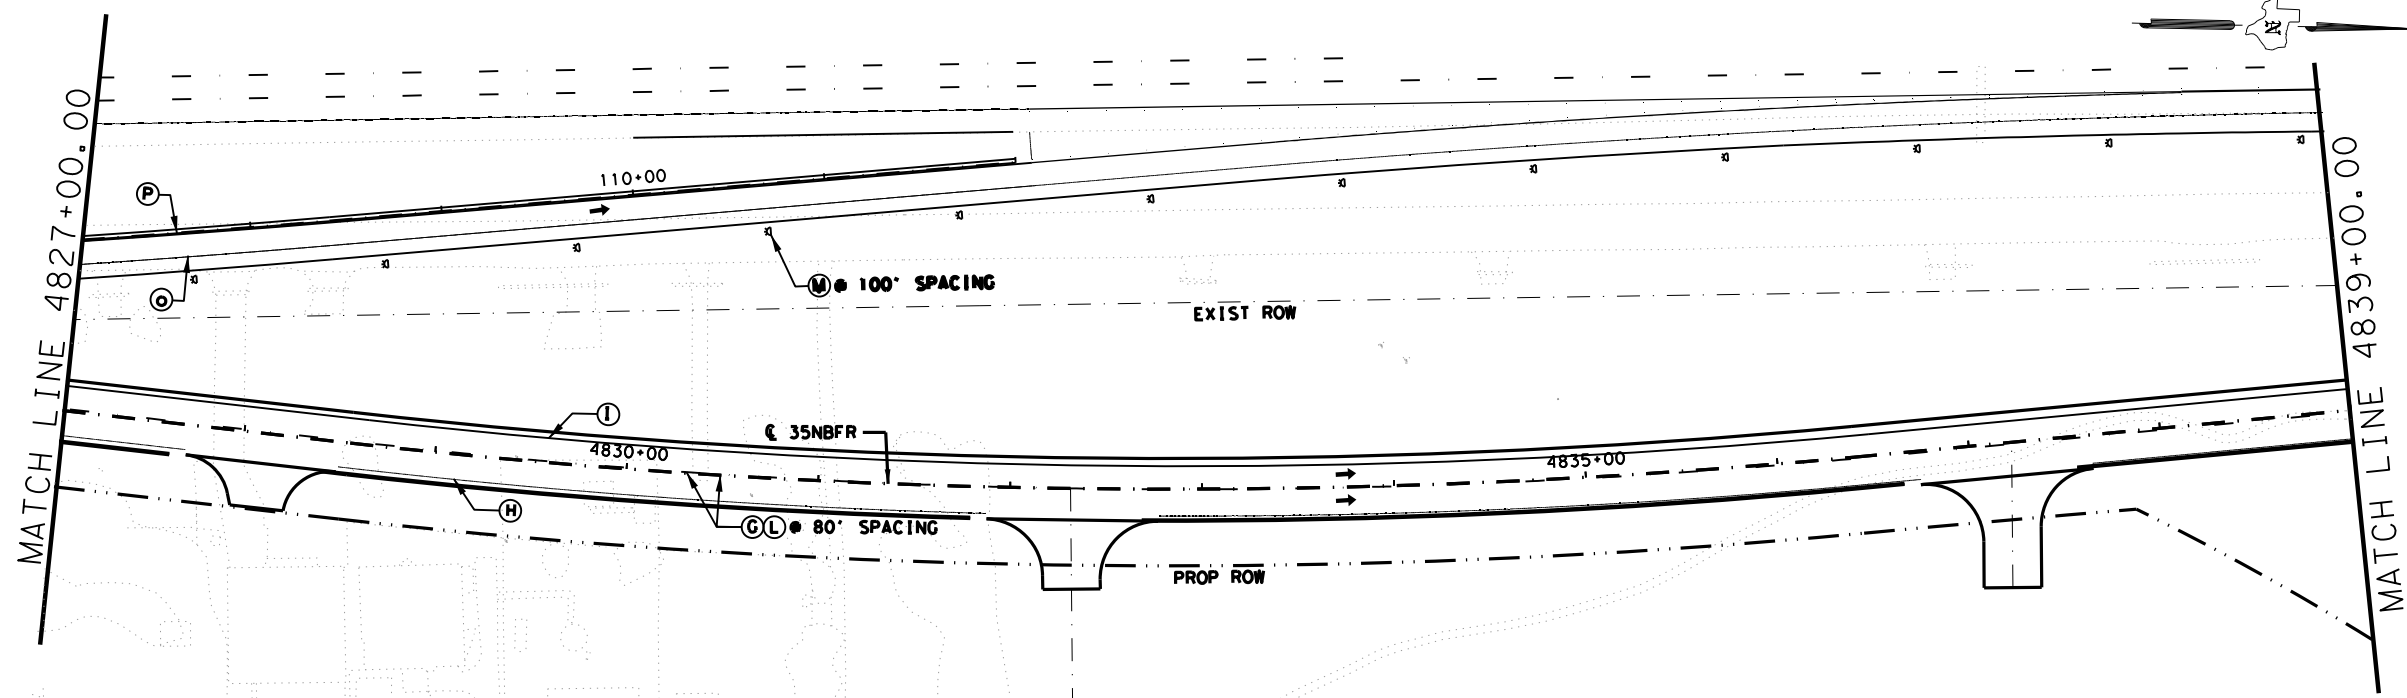 N
MATCH LINE 4827+00.00
110+00
P
O
M @ 100' SPACING
EXIST ROW
I
℄ 35NBFR
4830+00
4835+00
H
G L @ 80' SPACING
PROP ROW
MATCH LINE 4839+00.00